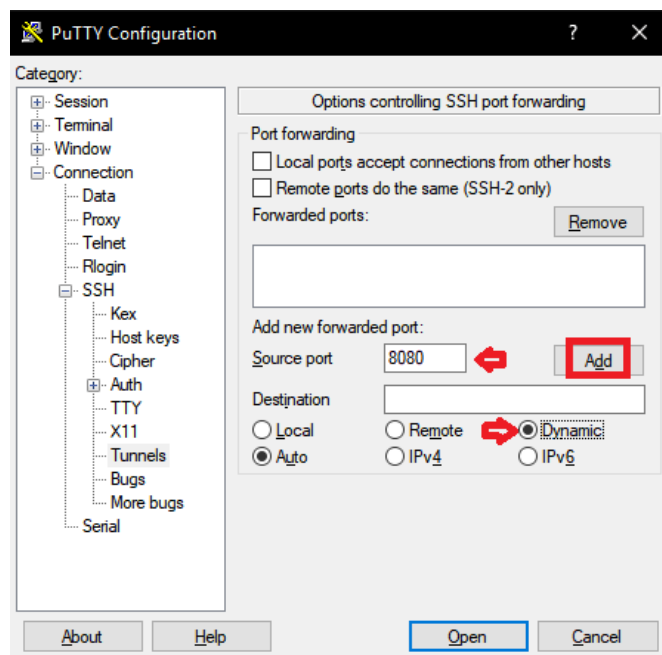 PuTTY Configuration ? ×
Category:
Session
Terminal
Window
Connection
Data
Proxy
Telnet
Rlogin
SSH
Kex
Host keys
Cipher
Auth
TTY
X11
Tunnels
Bugs
More bugs
Serial
Options controlling SSH port forwarding
Port forwarding
Local ports accept connections from other hosts
Remote ports do the same (SSH-2 only)
Forwarded ports: Remove
Add new forwarded port:
Source port 8080 Add
Destination
Local Remote Dynamic
Auto IPv4 IPv6
About Help Open Cancel